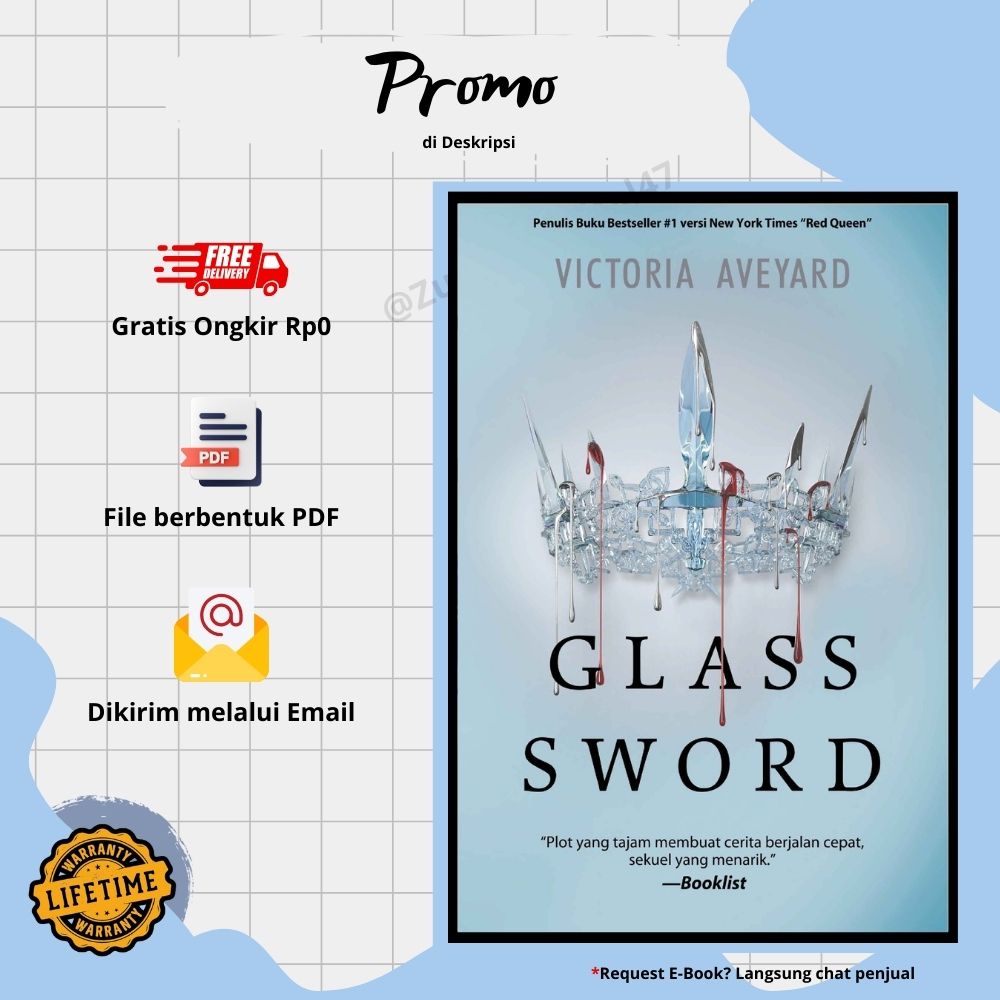 Promo
di Deskripsi
FREE
DELIVERY
Gratis Ongkir Rp0
PDF
File berbentuk PDF
@
Dikirim melalui Email
WARRANTY
LIFETIME
WARRANTY
Penulis Buku Bestseller #1 versi New York Times “Red Queen”
VICTORIA AVEYARD
GLASS
SWORD
“Plot yang tajam membuat cerita berjalan cepat,
sekuel yang menarik.”
—Booklist
*Request E-Book? Langsung chat penjual